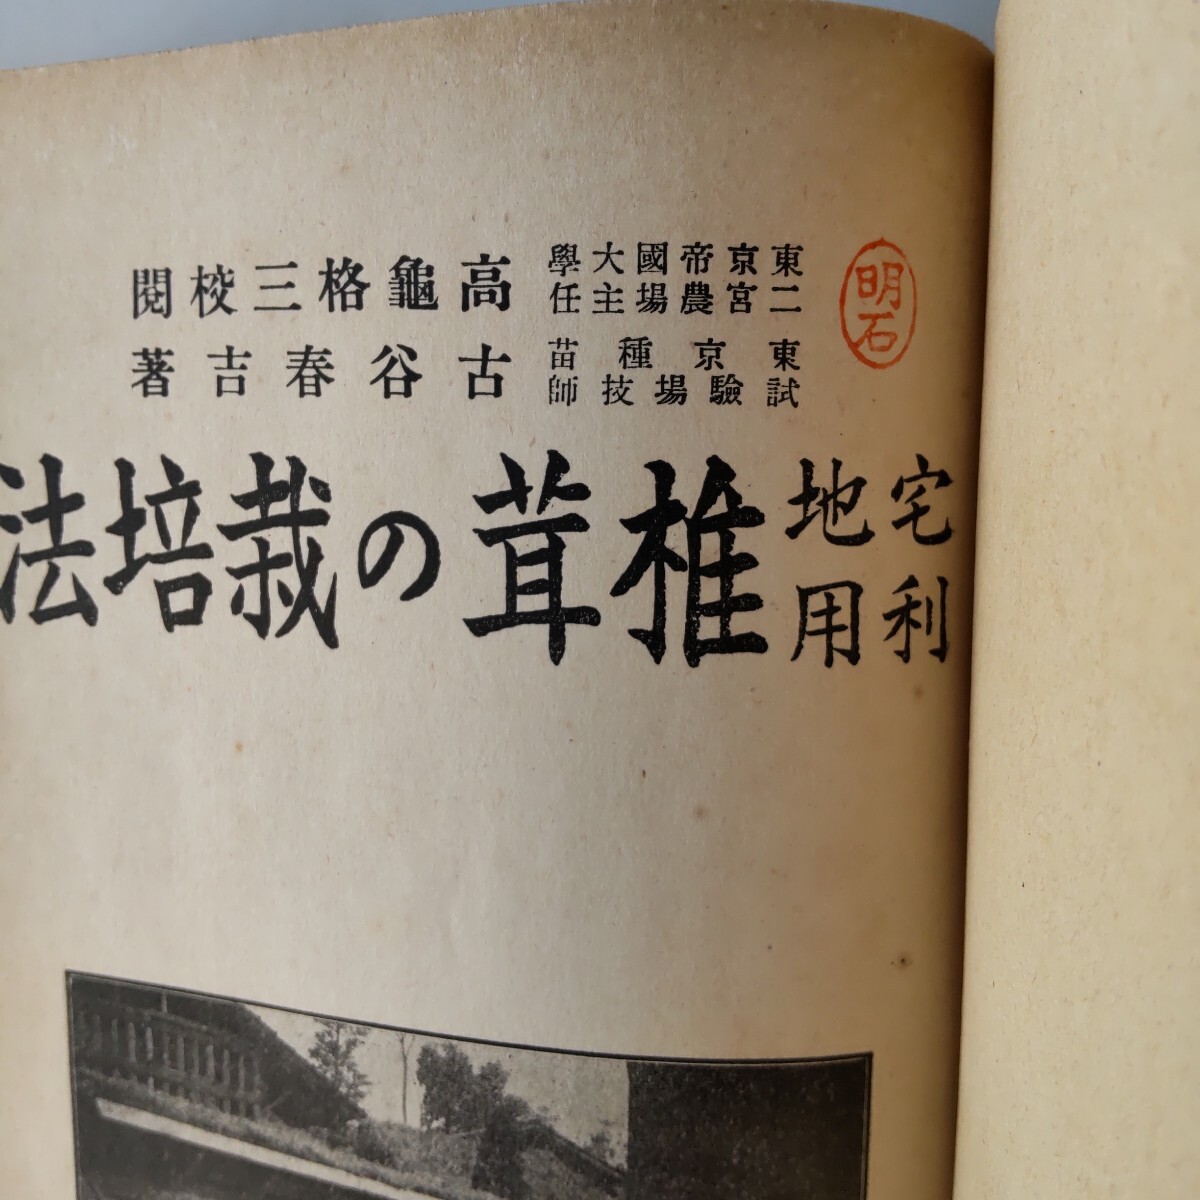 東京帝國大學
二宮農場主任
高龜格三校閱
東京種苗
試驗場技師
古谷春吉著
宅地
利用
椎茸の栽培法
明石